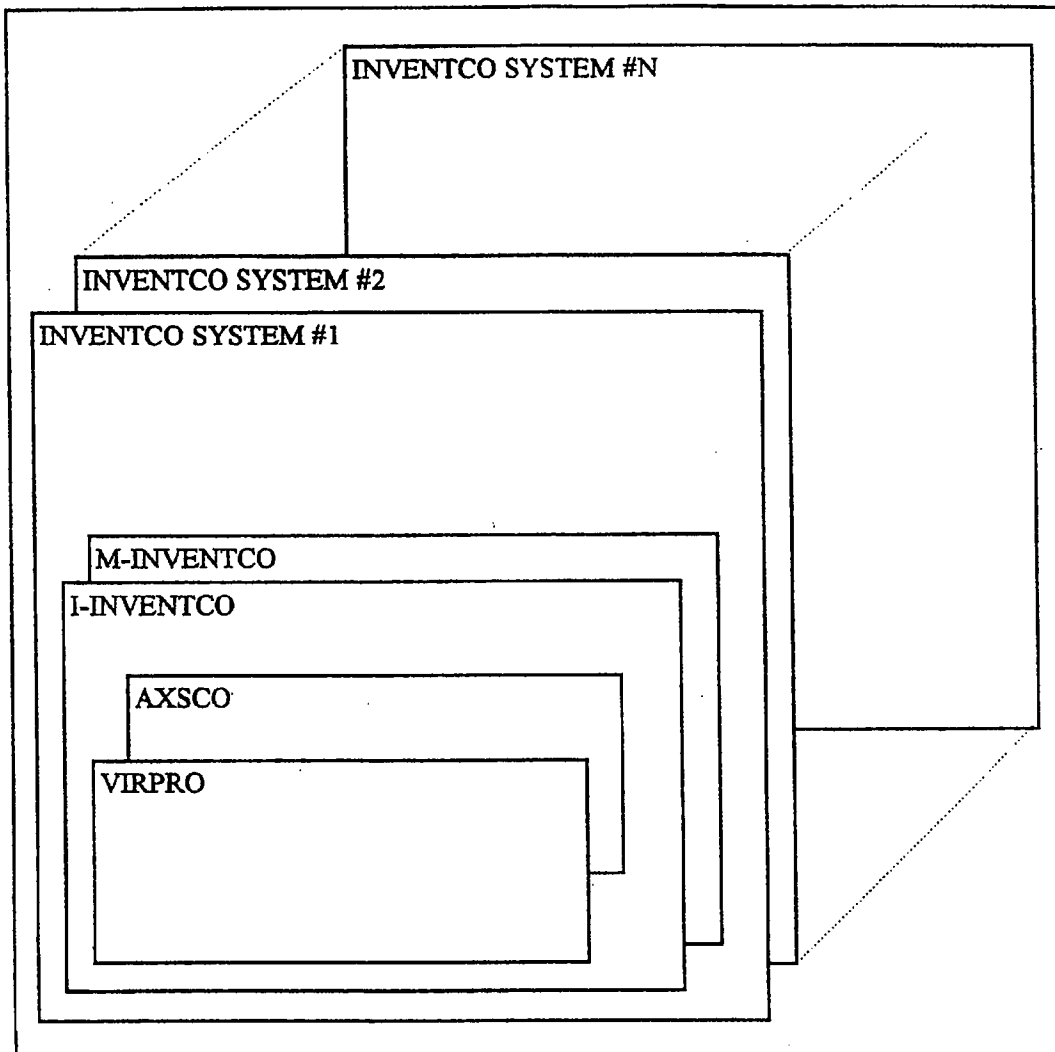 INVENTCO SYSTEM #N
INVENTCO SYSTEM #2
INVENTCO SYSTEM #1
M-INVENTCO
I-INVENTCO
AXSCO
VIRPRO